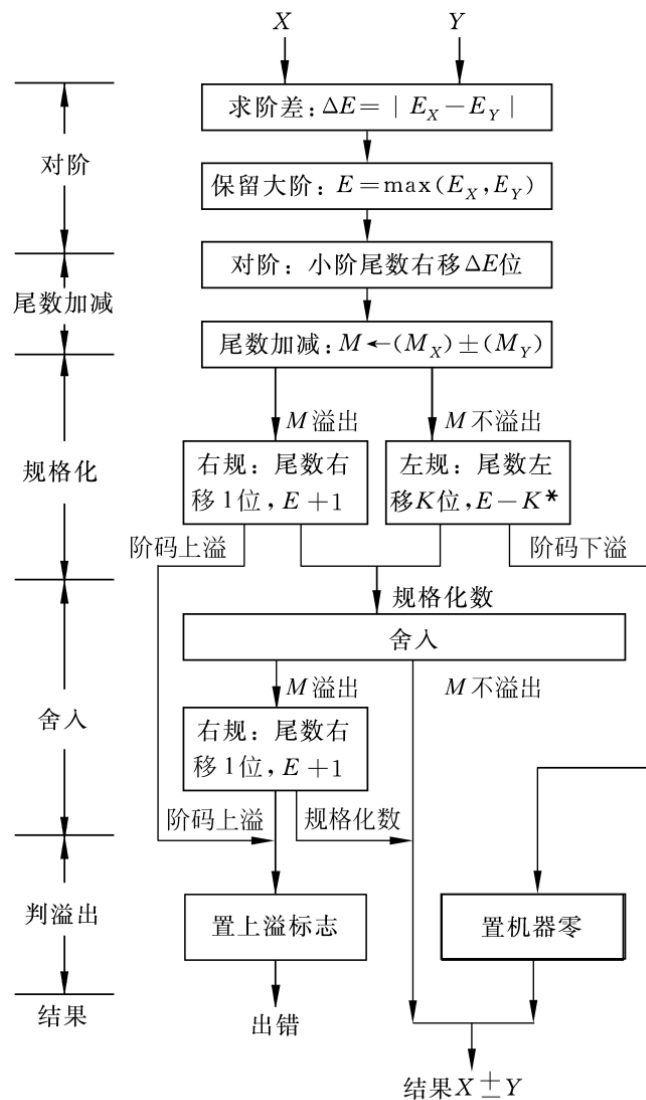 X Y
求阶差：ΔE＝｜E_X－E_Y｜
对阶
保留大阶：E＝max(E_X,E_Y)
对阶：小阶尾数右移ΔE位
尾数加减
尾数加减：M←(M_X)±(M_Y)
M溢出 M不溢出
规格化
右规：尾数右
移1位,E+1
左规：尾数左
移K位,E－K*
阶码上溢 阶码下溢
规格化数
舍入
M溢出 M不溢出
舍入
右规：尾数右
移1位,E+1
阶码上溢 规格化数
判溢出
置上溢标志 置机器零
结果
出错
结果X±Y